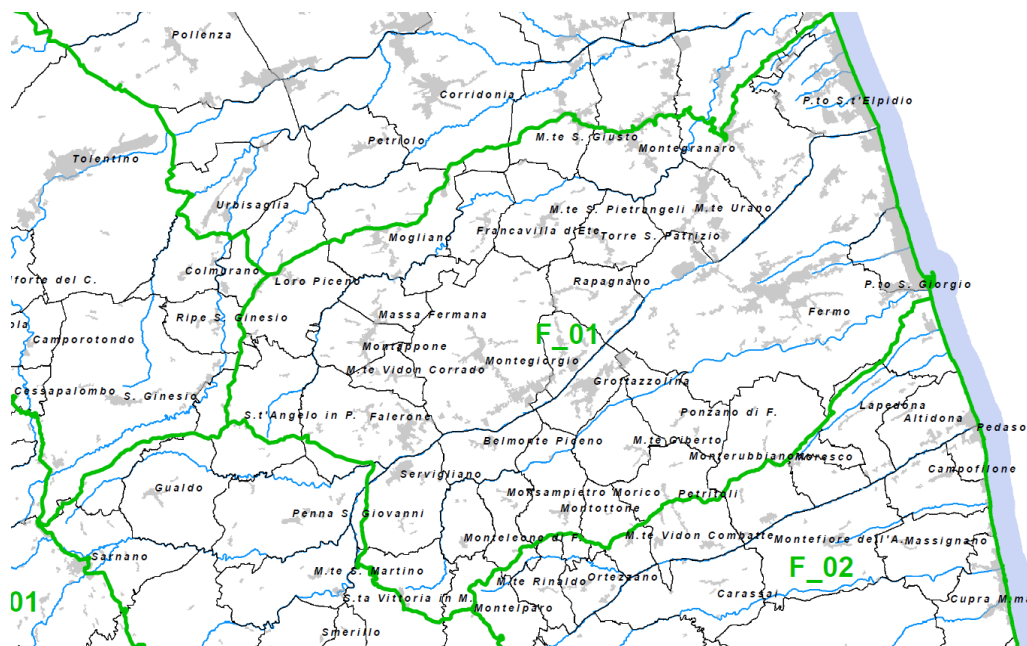 Pollenza
Corridonia
P.to S.t'Elpidio
M.te S. Giusto
Petriolo
Montegranaro
Tolentino
Urbisaglia
M.te S. Pietrangeli
M.te Urano
Francavilla d'Ete
Mogliano
Torre S. Patrizio
Colmurano
lforte del C.
Loro Piceno
Rapagnano
P.to S. Giorgio
Fermo
Massa Fermana
Ripe S. Ginesio
ola
F_01
Camporotondo
Montappone
Montegiorgio
M.te Vidon Corrado
Grottazzolina
Cessapalombo
S. Ginesio
Lapedona
S.t'Angelo in P.
Falerone
Ponzano di F.
Altidona
Pedaso
Belmonte Piceno
M.te Giberto
Monterubbiano
Moresco
Campofilone
Servigliano
Gualdo
Monsampietro Morico
Petritoli
Montottone
Penna S. Giovanni
Monteleone di F.
M.te Vidon Combatte
Montefiore dell'A.
Massignano
Sarnano
M.te S. Martino
M.te Rinaldo
Ortezzano
F_02
Carassai
S.ta Vittoria in M.
Montelparo
Cupra Ma
01
Smerillo